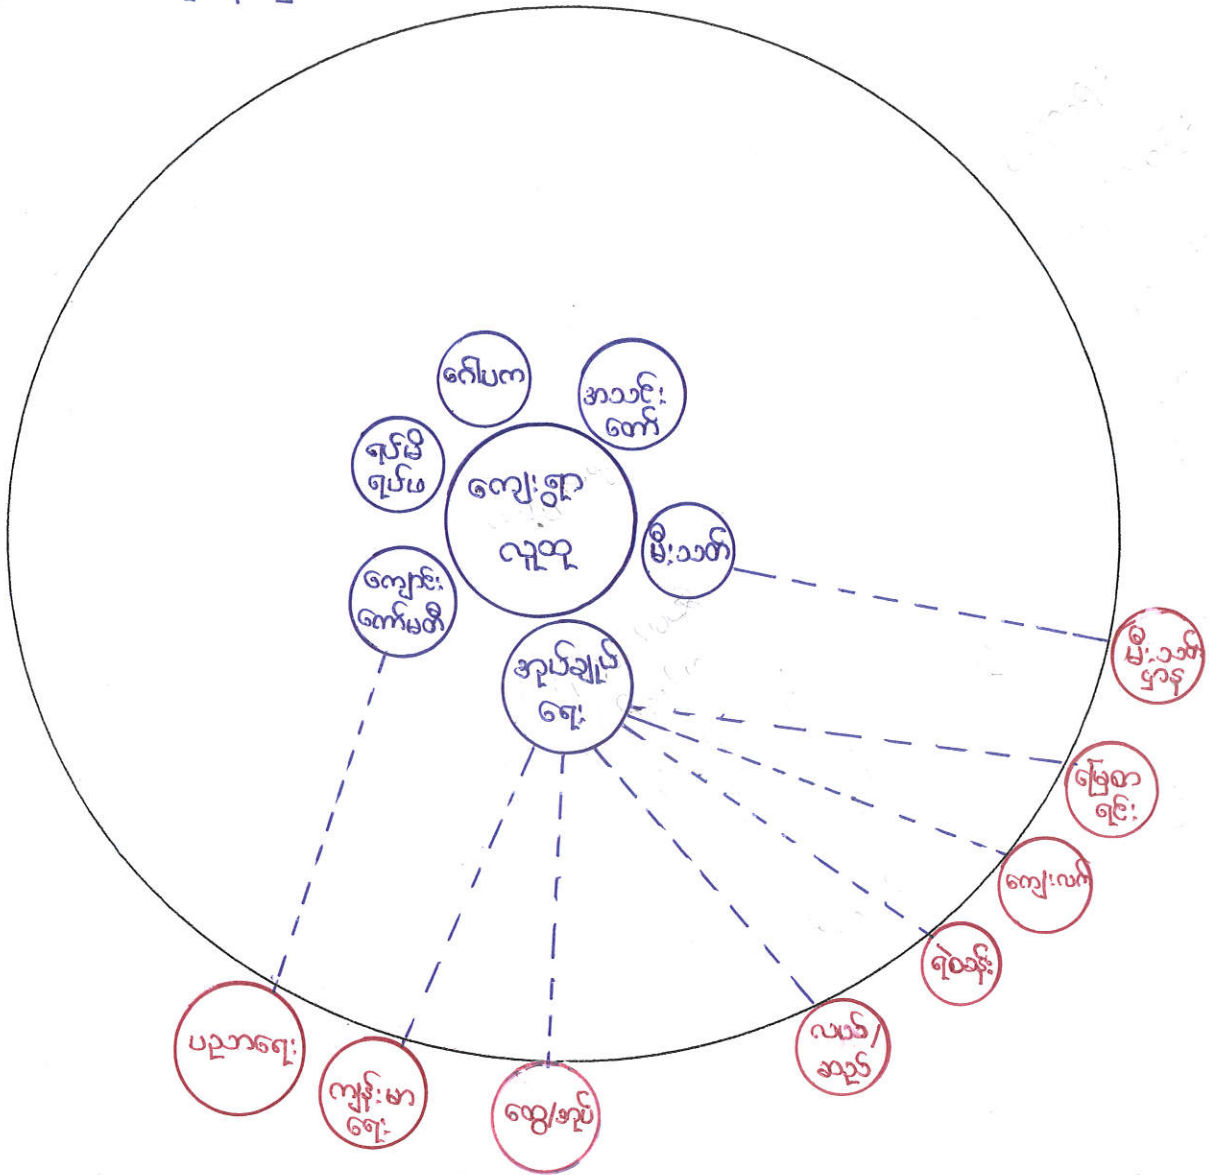 ဂေါပက
အသင်း
တော်
ရပ်မိ
ရပ်ဖ
ကျေးရွာ
လူထု
မီးသတ်
ကျောင်း
ကော်မတီ
အုပ်ချုပ်
ရေး
မီးသတ်
ဌာန
မြေစာ
ရင်း
ကျေးလက်
ရဲစခန်း
လယ်/
ဆည်
ထွေ/အုပ်
ကျန်းမာ
ရေး
ပညာရေး